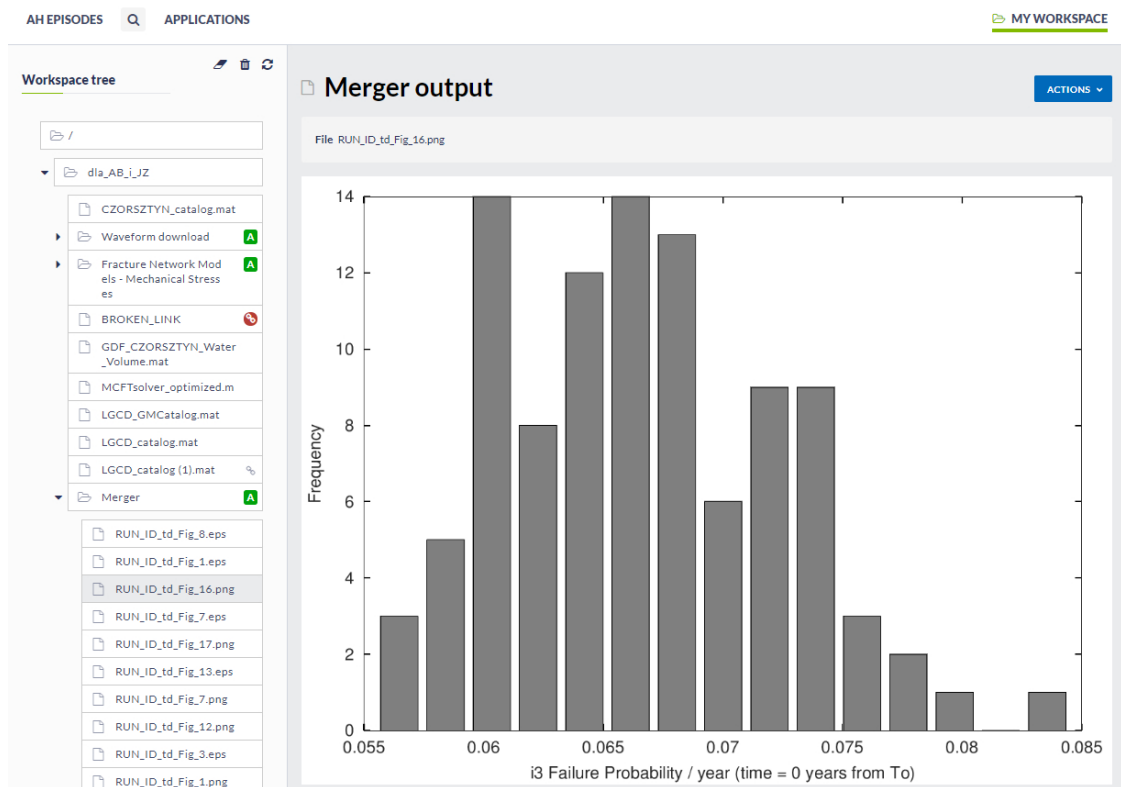 AH EPISODES APPLICATIONS MY WORKSPACE
Workspace tree
/
dla_AB_i_JZ
CZORSZTYN_catalog.mat
Waveform download A
Fracture Network Mod A
els - Mechanical Stress
es
BROKEN_LINK
GDF_CZORSZTYN_Water
_Volume.mat
MCFTsolver_optimized.m
LGCD_GMCatalog.mat
LGCD_catalog.mat
LGCD_catalog (1).mat
Merger A
RUN_ID_td_Fig_8.eps
RUN_ID_td_Fig_1.eps
RUN_ID_td_Fig_16.png
RUN_ID_td_Fig_7.eps
RUN_ID_td_Fig_17.png
RUN_ID_td_Fig_13.eps
RUN_ID_td_Fig_7.png
RUN_ID_td_Fig_12.png
RUN_ID_td_Fig_3.eps
RUN_ID_td_Fig_1.png
Merger output
ACTIONS
File RUN_ID_td_Fig_16.png
14
12
10
8
6
4
2
0
Frequency
0.055 0.06 0.065 0.07 0.075 0.08 0.085
i3 Failure Probability / year (time = 0 years from To)